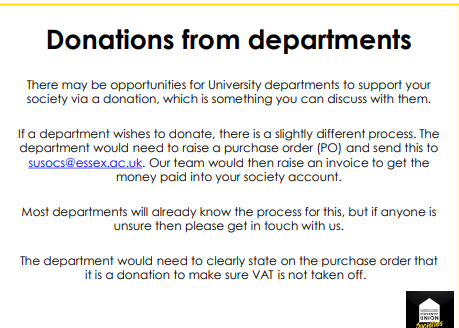 Donations from departments
There may be opportunities for University departments to support your
society via a donation, which is something you can discuss with them.
If a department wishes to donate, there is a slightly different process. The
department would need to raise a purchase order (PO) and send this to
susocs@essex.ac.uk. Our team would then raise an invoice to get the
money paid into your society account.
Most departments will already know the process for this, but if anyone is
unsure then please get in touch with us.
The department would need to clearly state on the purchase order that
it is a donation to make sure VAT is not taken off.
UNION
Societies